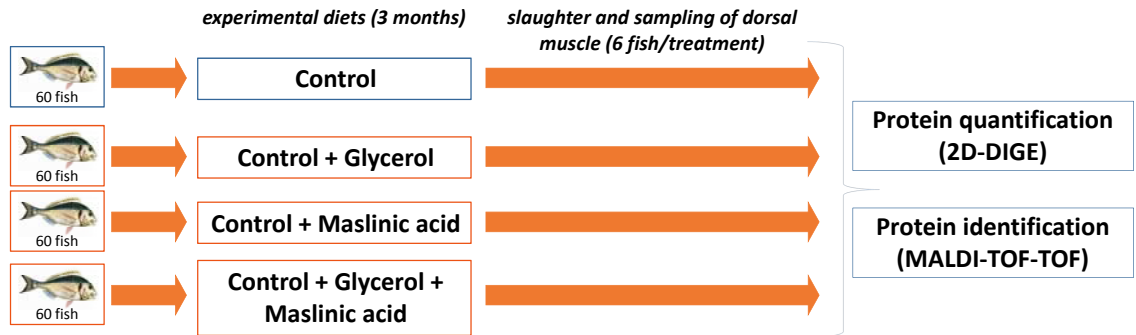 experimental diets (3 months)
slaughter and sampling of dorsal
muscle (6 fish/treatment)
60 fish
Control
60 fish
Control + Glycerol
60 fish
Control + Maslinic acid
60 fish
Control + Glycerol +
Maslinic acid
Protein quantification
(2D-DIGE)
Protein identification
(MALDI-TOF-TOF)